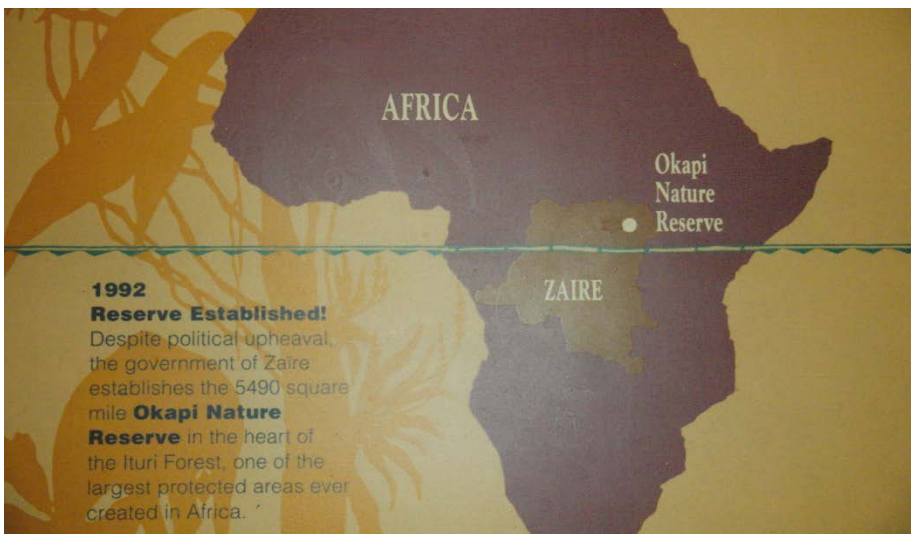 AFRICA
Okapi
Nature
Reserve
ZAIRE
1992
Reserve Established!
Despite political upheaval,
the government of Zaire
establishes the 5490 square
mile Okapi Nature
Reserve in the heart of
the Ituri Forest, one of the
largest protected areas ever
created in Africa.